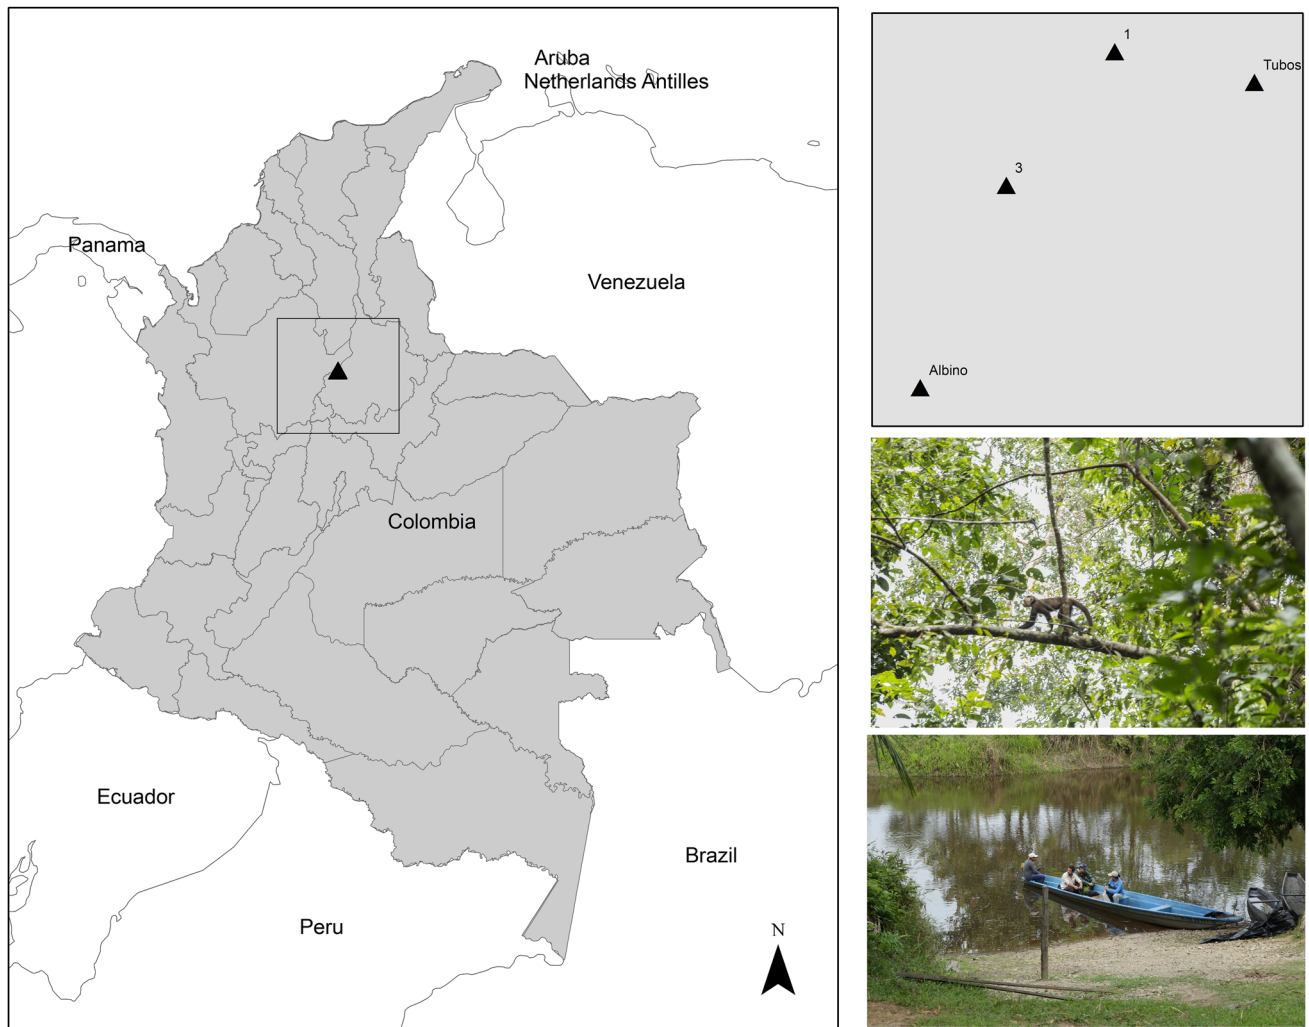 Aruba
Netherlands Antilles
Panama
Venezuela
Colombia
Ecuador
Brazil
Peru
N
1
Tubos
3
Albino